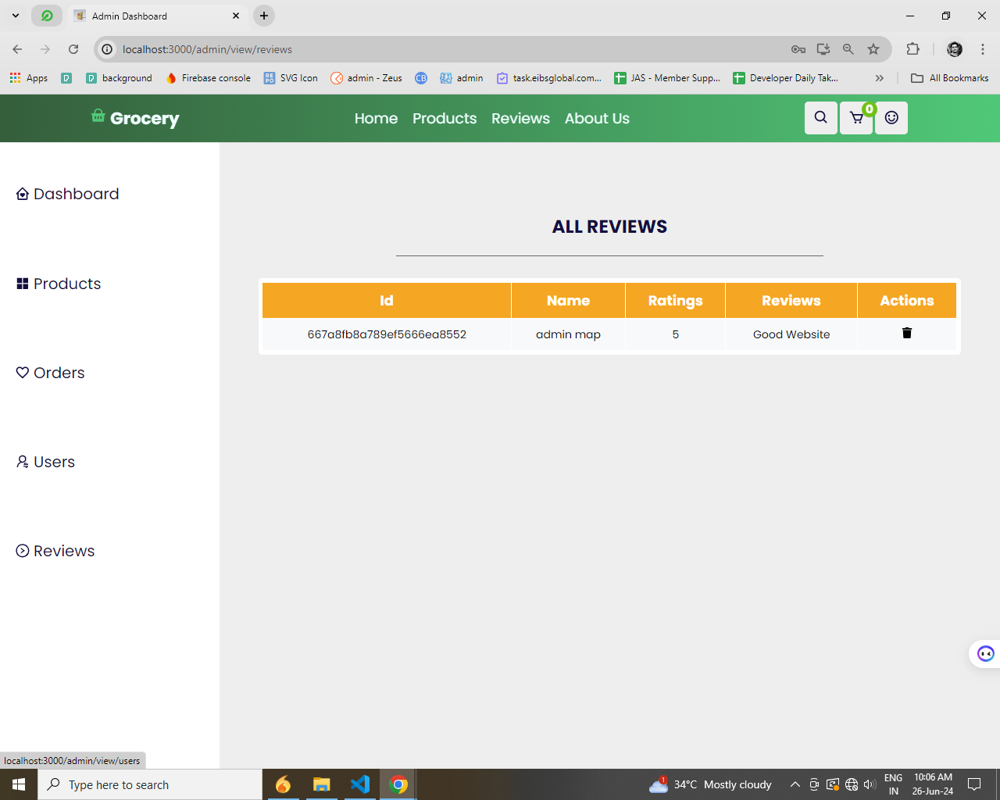 Admin Dashboard
localhost:3000/admin/view/reviews
Apps background Firebase console SVG Icon admin - Zeus CB admin task.eibsglobal.com... JAS - Member Supp... Developer Daily Tak... » All Bookmarks
Grocery Home Products Reviews About Us 0
Dashboard
Products
Orders
Users
Reviews
ALL REVIEWS
Id Name Ratings Reviews Actions
667a8fb8a789ef5666ea8552 admin map 5 Good Website
localhost:3000/admin/view/users
Type here to search
1 34°C Mostly cloudy
ENG
IN
10:06 AM
26-Jun-24